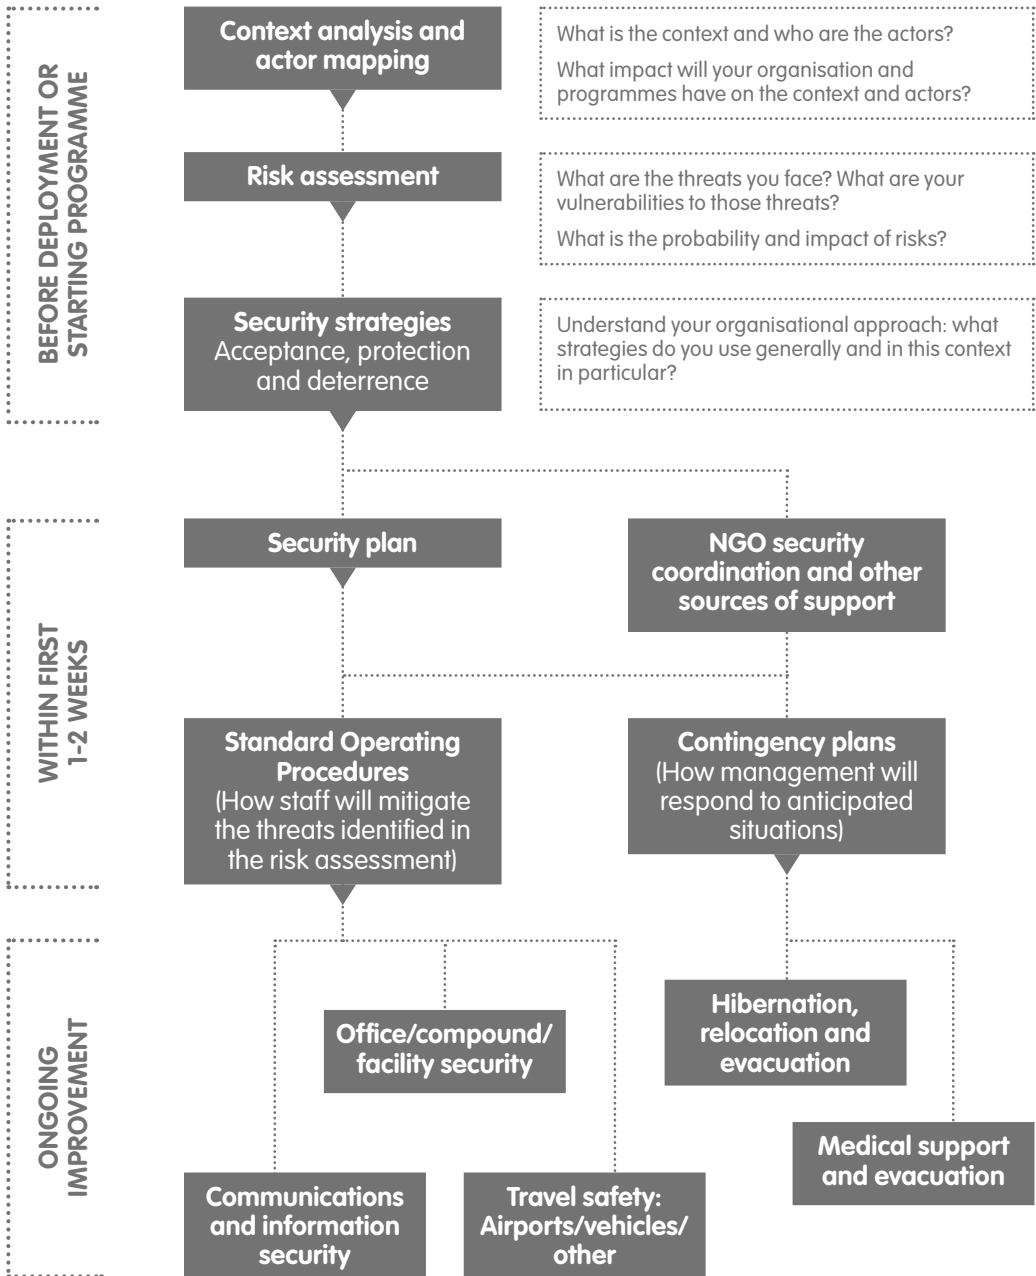 BEFORE DEPLOYMENT OR
STARTING PROGRAMME
Context analysis and
actor mapping
What is the context and who are the actors?
What impact will your organisation and
programmes have on the context and actors?
Risk assessment
What are the threats you face? What are your
vulnerabilities to those threats?
What is the probability and impact of risks?
Security strategies
Acceptance, protection
and deterrence
Understand your organisational approach: what
strategies do you use generally and in this context
in particular?
WITHIN FIRST
1-2 WEEKS
Security plan
NGO security
coordination and other
sources of support
Standard Operating
Procedures
(How staff will mitigate
the threats identified in
the risk assessment)
Contingency plans
(How management will
respond to anticipated
situations)
ONGOING
IMPROVEMENT
Office/compound/
facility security
Hibernation,
relocation and
evacuation
Communications
and information
security
Travel safety:
Airports/vehicles/
other
Medical support
and evacuation